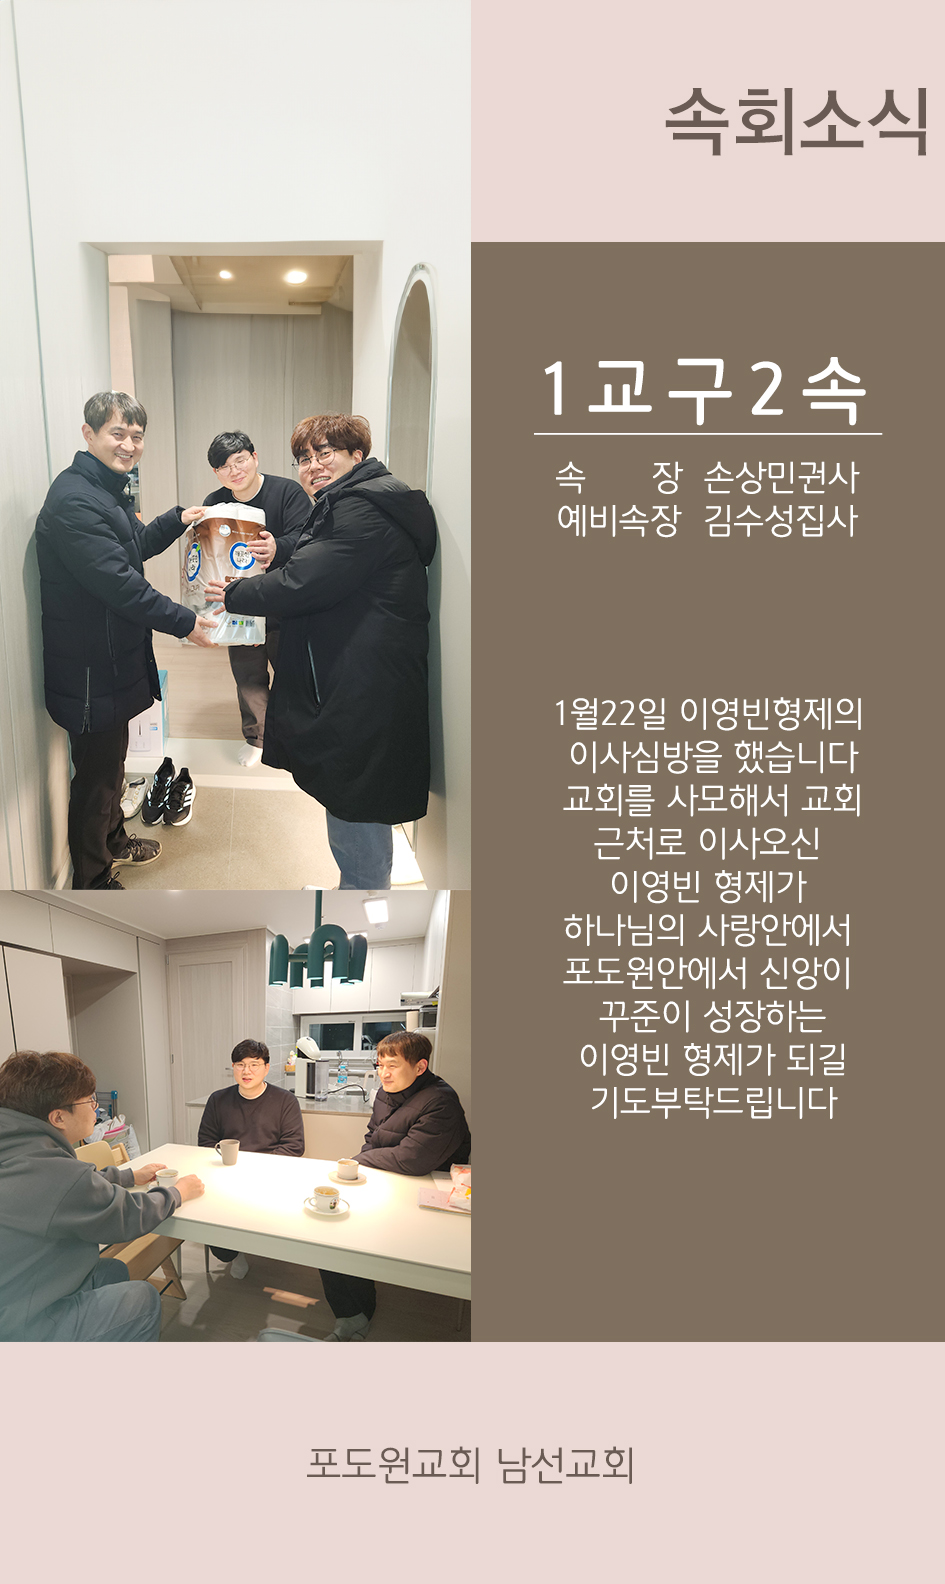 속회소식
1교구2속
속 장 손상민권사
예비속장 김수성집사
1월22일 이영빈형제의
이사심방을 했습니다
교회를 사모해서 교회
근처로 이사오신
이영빈 형제가
하나님의 사랑안에서
포도원안에서 신앙이
꾸준이 성장하는
이영빈 형제가 되길
기도부탁드립니다
포도원교회 남선교회